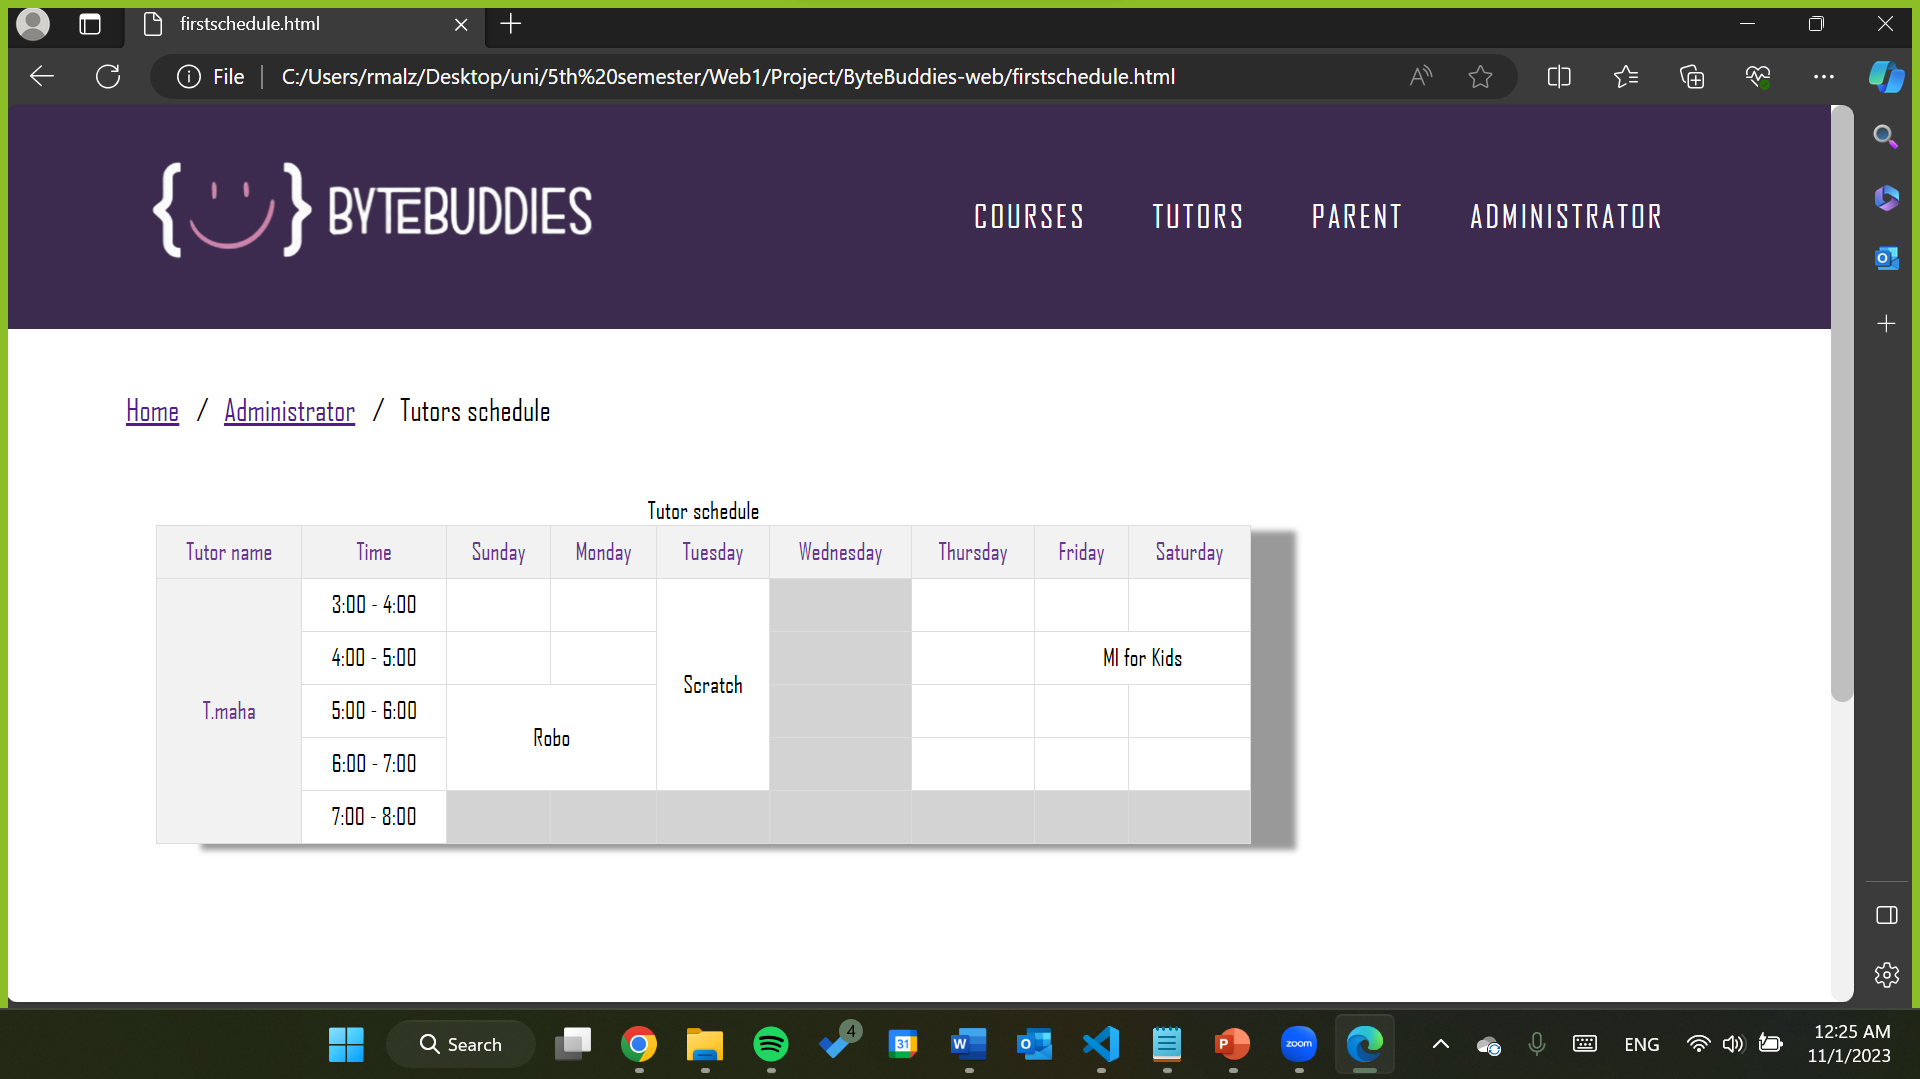 firstschedule.html
File
C:/Users/rmalz/Desktop/uni/5th%20semester/Web1/Project/ByteBuddies-web/firstschedule.html
{ } BYTEBUDDIES
COURSES TUTORS PARENT ADMINISTRATOR
Home / Administrator / Tutors schedule
Tutor schedule
Tutor name Time Sunday Monday Tuesday Wednesday Thursday Friday Saturday
3:00 - 4:00
4:00 - 5:00 Ml for Kids
Scratch
T.maha 5:00 - 6:00
Robo
6:00 - 7:00
7:00 - 8:00
Search
4
31
zoom
ENG
12:25 AM
11/1/2023